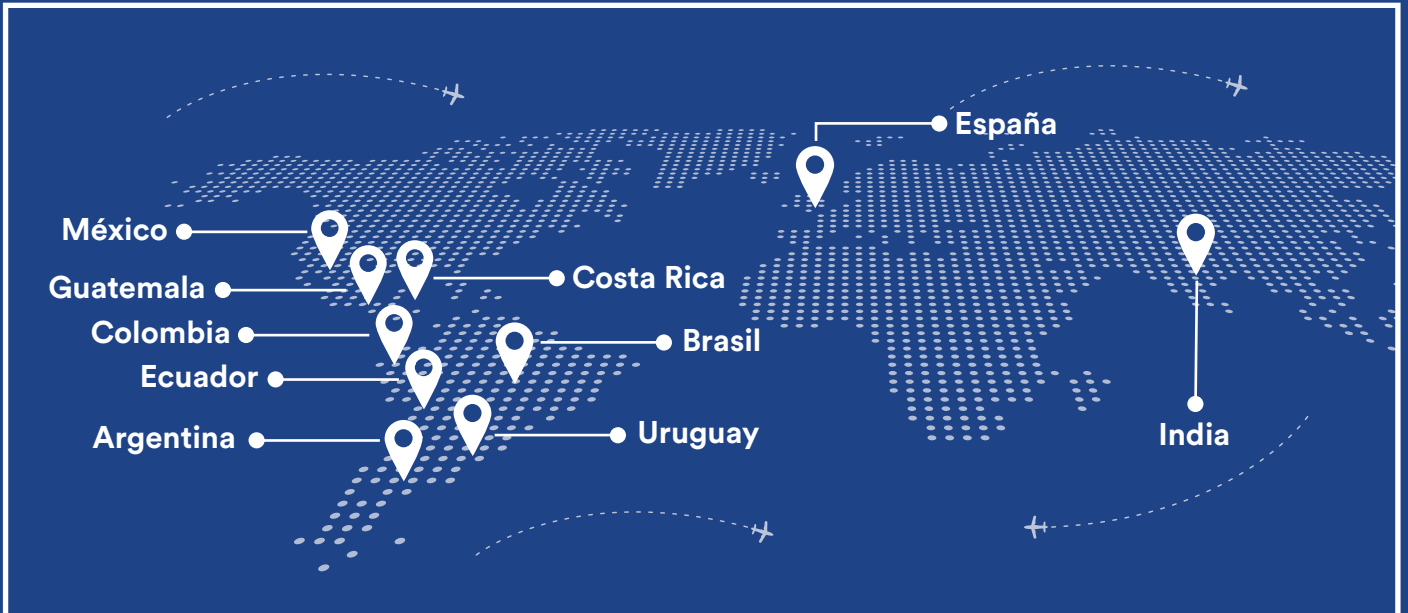 España
México
Guatemala
Costa Rica
Colombia
Brasil
Ecuador
Argentina
Uruguay
India